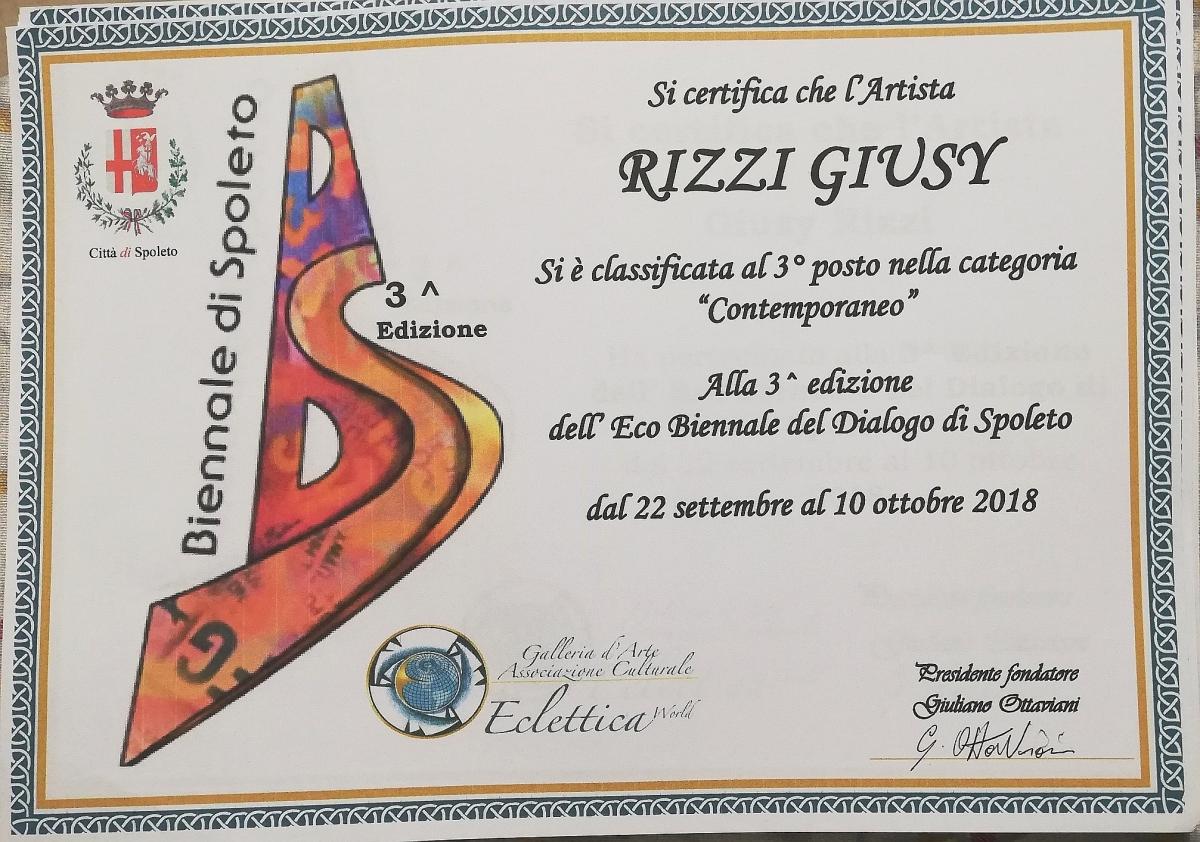 Città di Spoleto
Biennale di Spoleto
3 ^
Edizione
Si certifica che l'Artista
RIZZI GIUSY
Si è classificata al 3° posto nella categoria
“Contemporaneo”
Alla 3^ edizione
dell' Eco Biennale del Dialogo di Spoleto
dal 22 settembre al 10 ottobre 2018
Galleria d'Arte
Associazione Culturale
Eclettica World
Presidente fondatore
Giuliano Ottaviani
G. Ottaviani